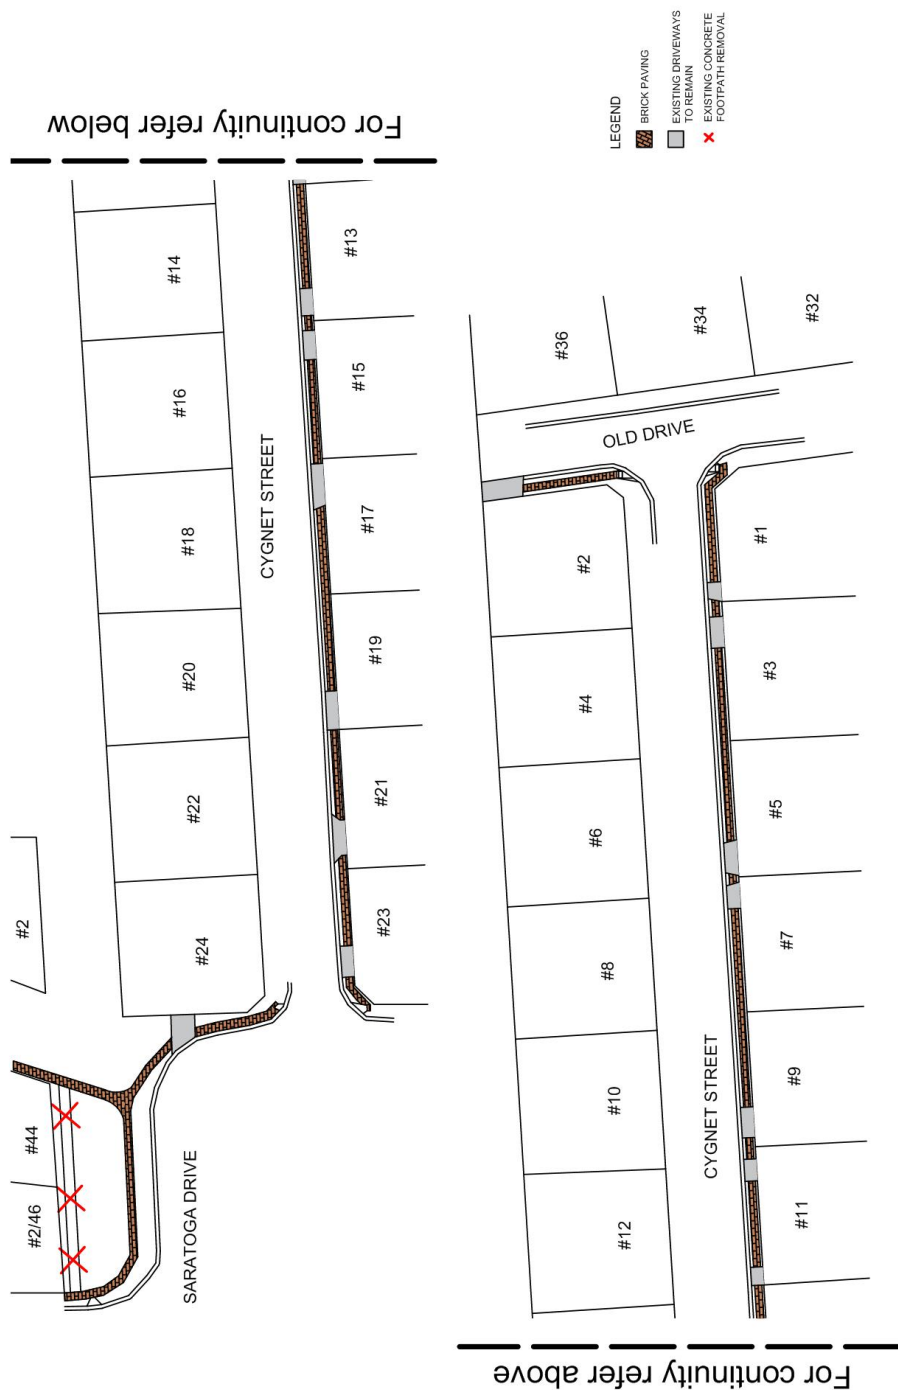 For continuity refer below
#14
#16
#18
#20
#22
#24
#2
#44
#2/46
CYGNET STREET
SARATOGA DRIVE
#13
#15
#17
#19
#21
#23
LEGEND
BRICK PAVING
EXISTING DRIVEWAYS
TO REMAIN
EXISTING CONCRETE
FOOTPATH REMOVAL
#36
#34
#32
OLD DRIVE
#2
#4
#6
#8
#10
#12
CYGNET STREET
#1
#3
#5
#7
#9
#11
For continuity refer above